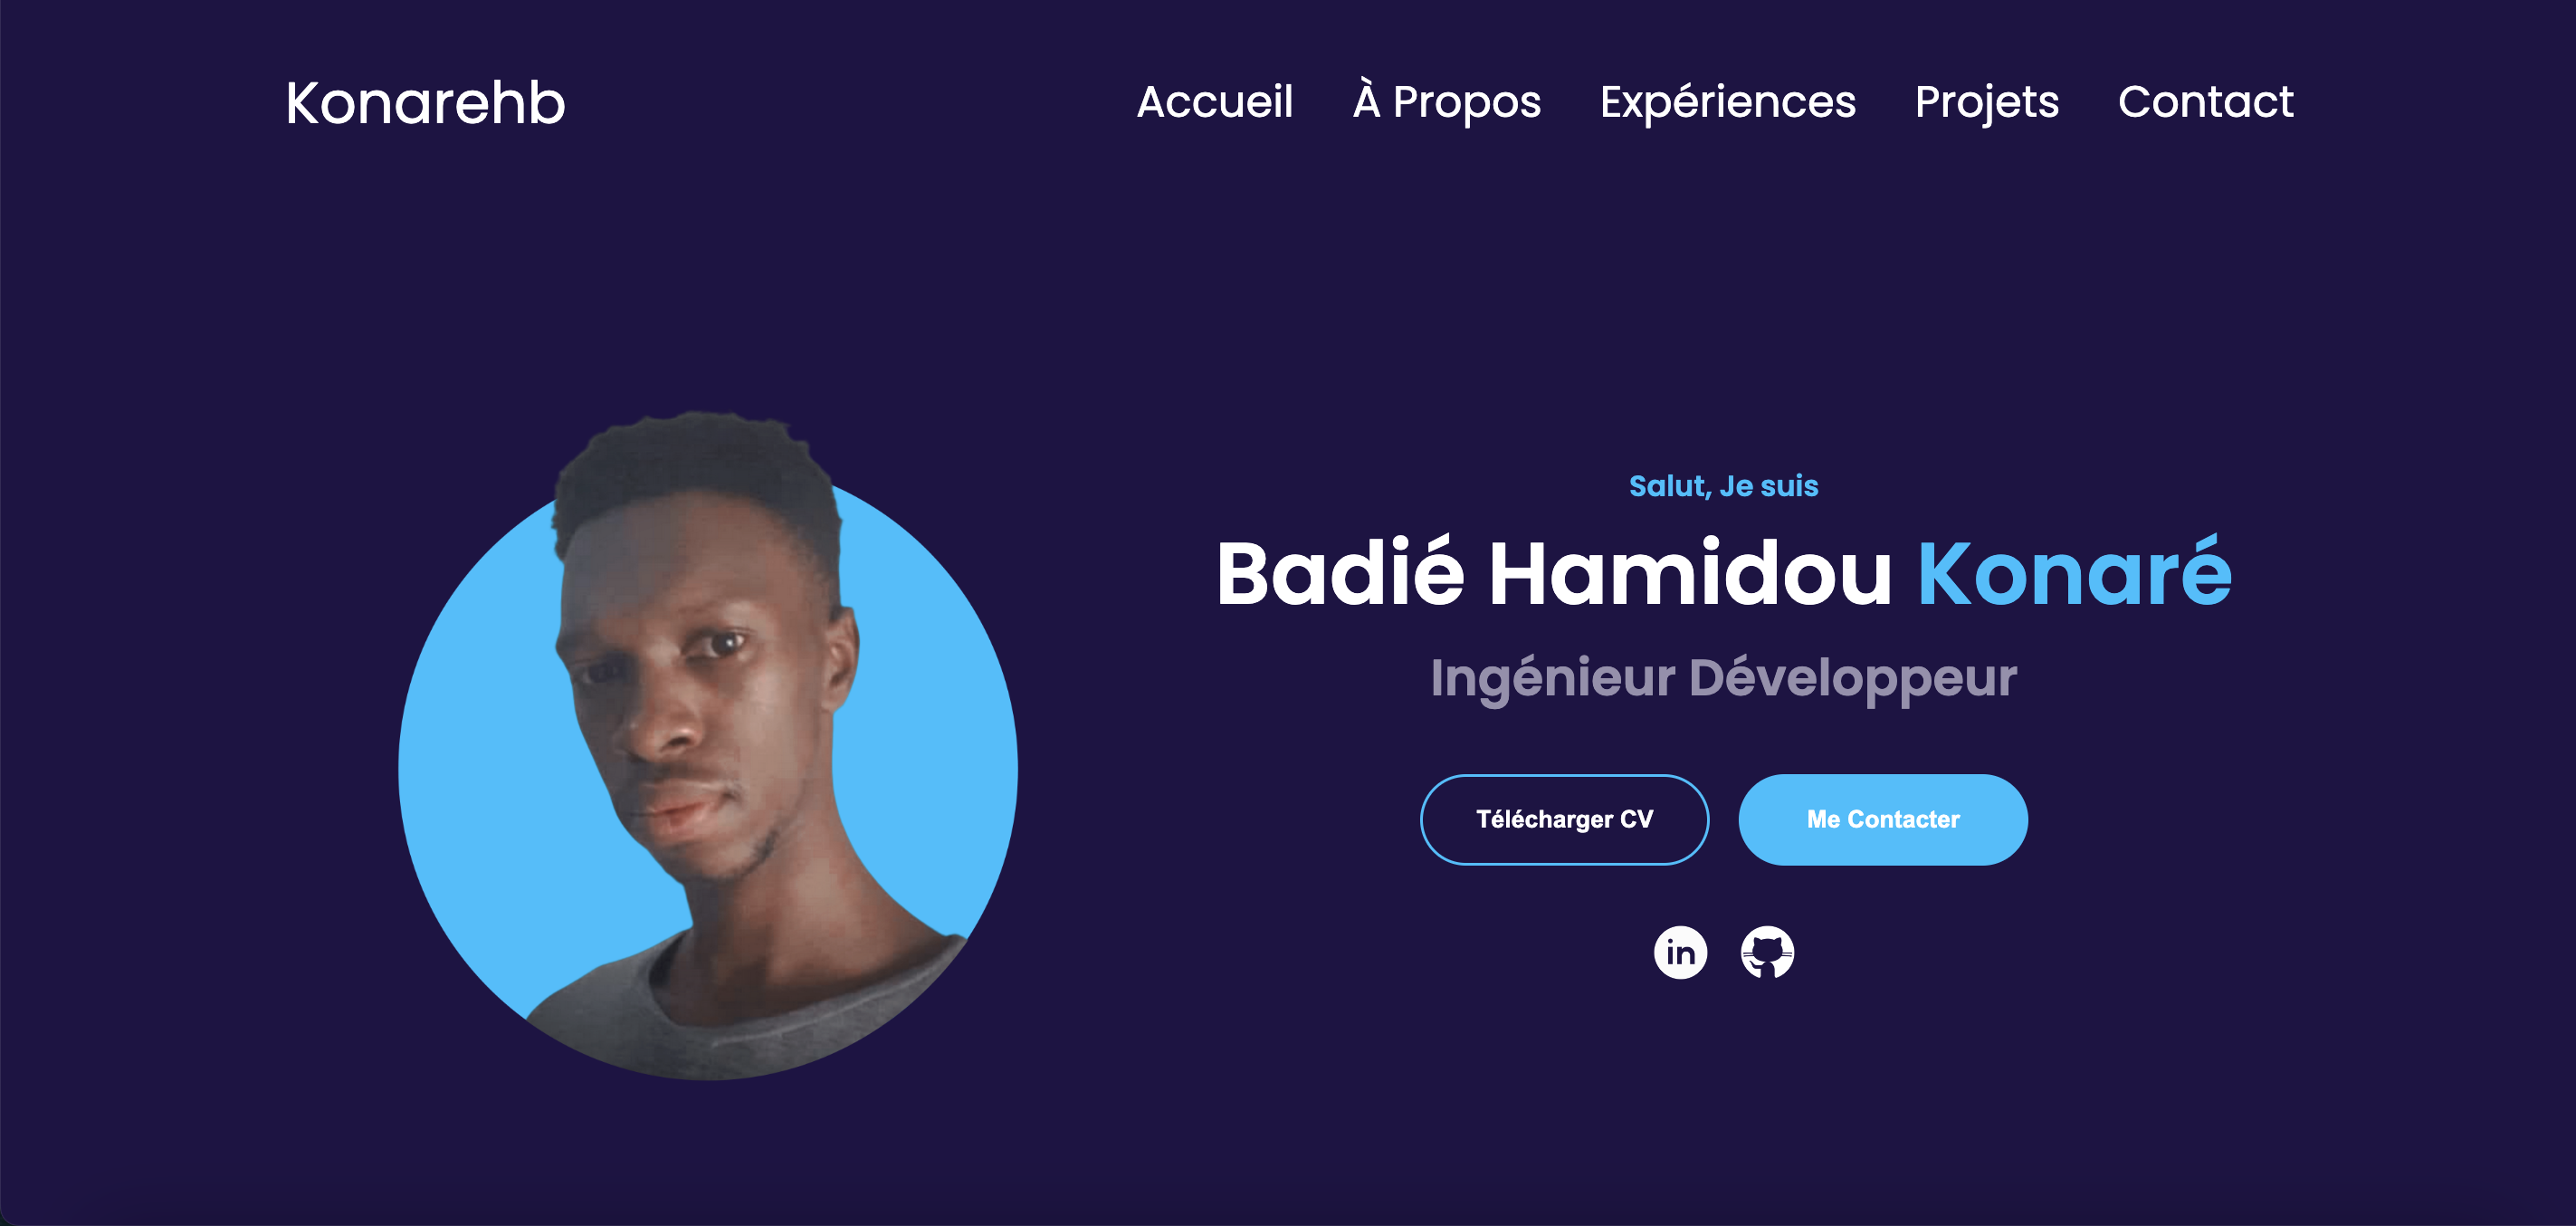 Konarehb
Accueil À Propos Expériences Projets Contact
Salut, Je suis
Badié Hamidou Konaré
Ingénieur Développeur
Télécharger CV
Me Contacter
in